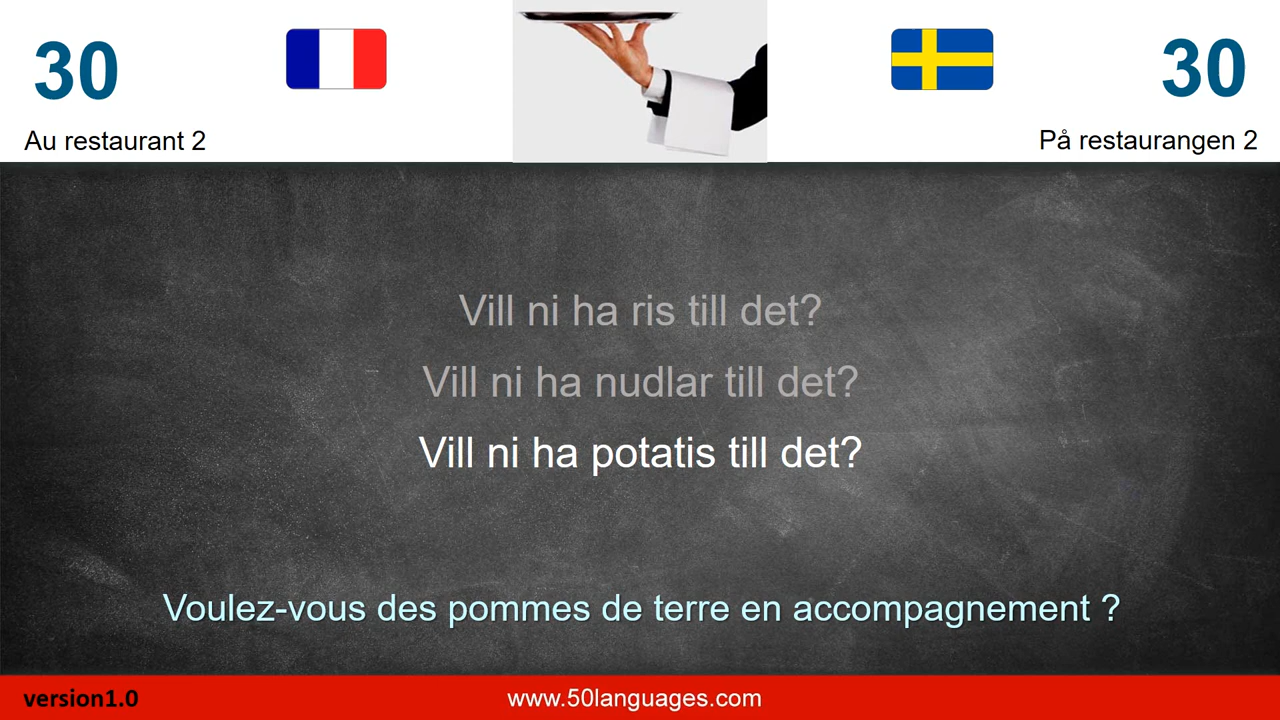 30
30
Au restaurant 2
På restaurangen 2
Vill ni ha ris till det?
Vill ni ha nudlar till det?
Vill ni ha potatis till det?
Voulez-vous des pommes de terre en accompagnement ?
version1.0
www.50languages.com